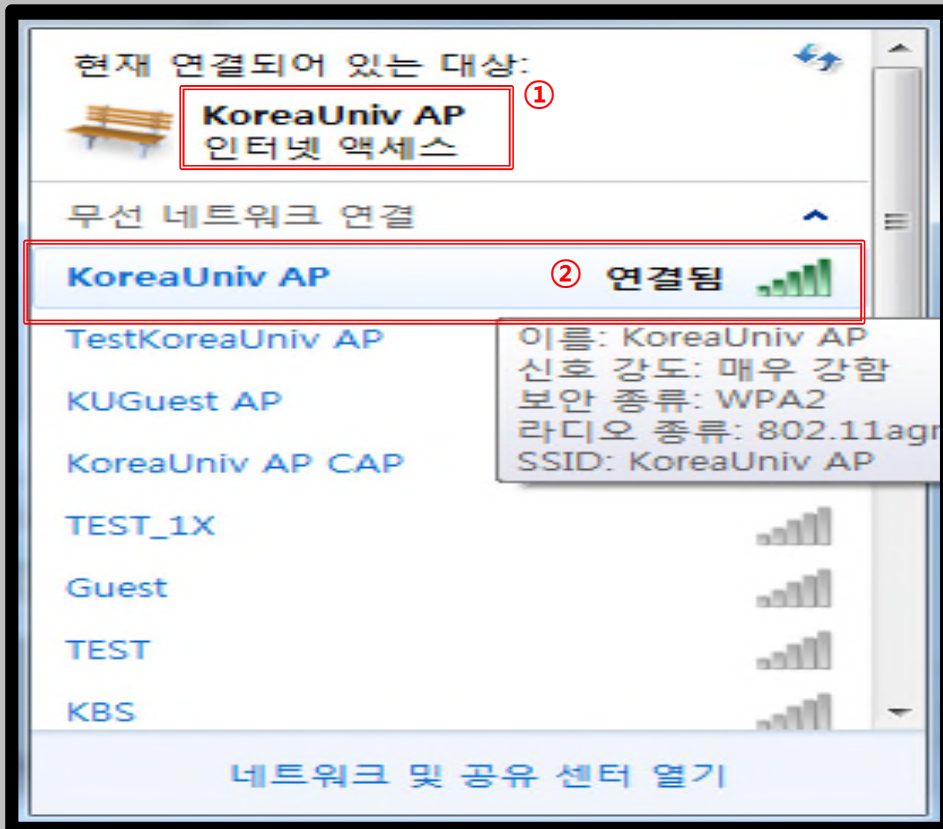 현재 연결되어 있는 대상:
KoreaUniv AP
①
인터넷 액세스
무선 네트워크 연결
KoreaUniv AP ② 연결됨
TestKoreaUniv AP
KUGuest AP
KoreaUniv AP CAP
이름: KoreaUniv AP
신호 강도: 매우 강함
보안 종류: WPA2
라디오 종류: 802.11agn
SSID: KoreaUniv AP
TEST_1X
Guest
TEST
KBS
네트워크 및 공유 센터 열기